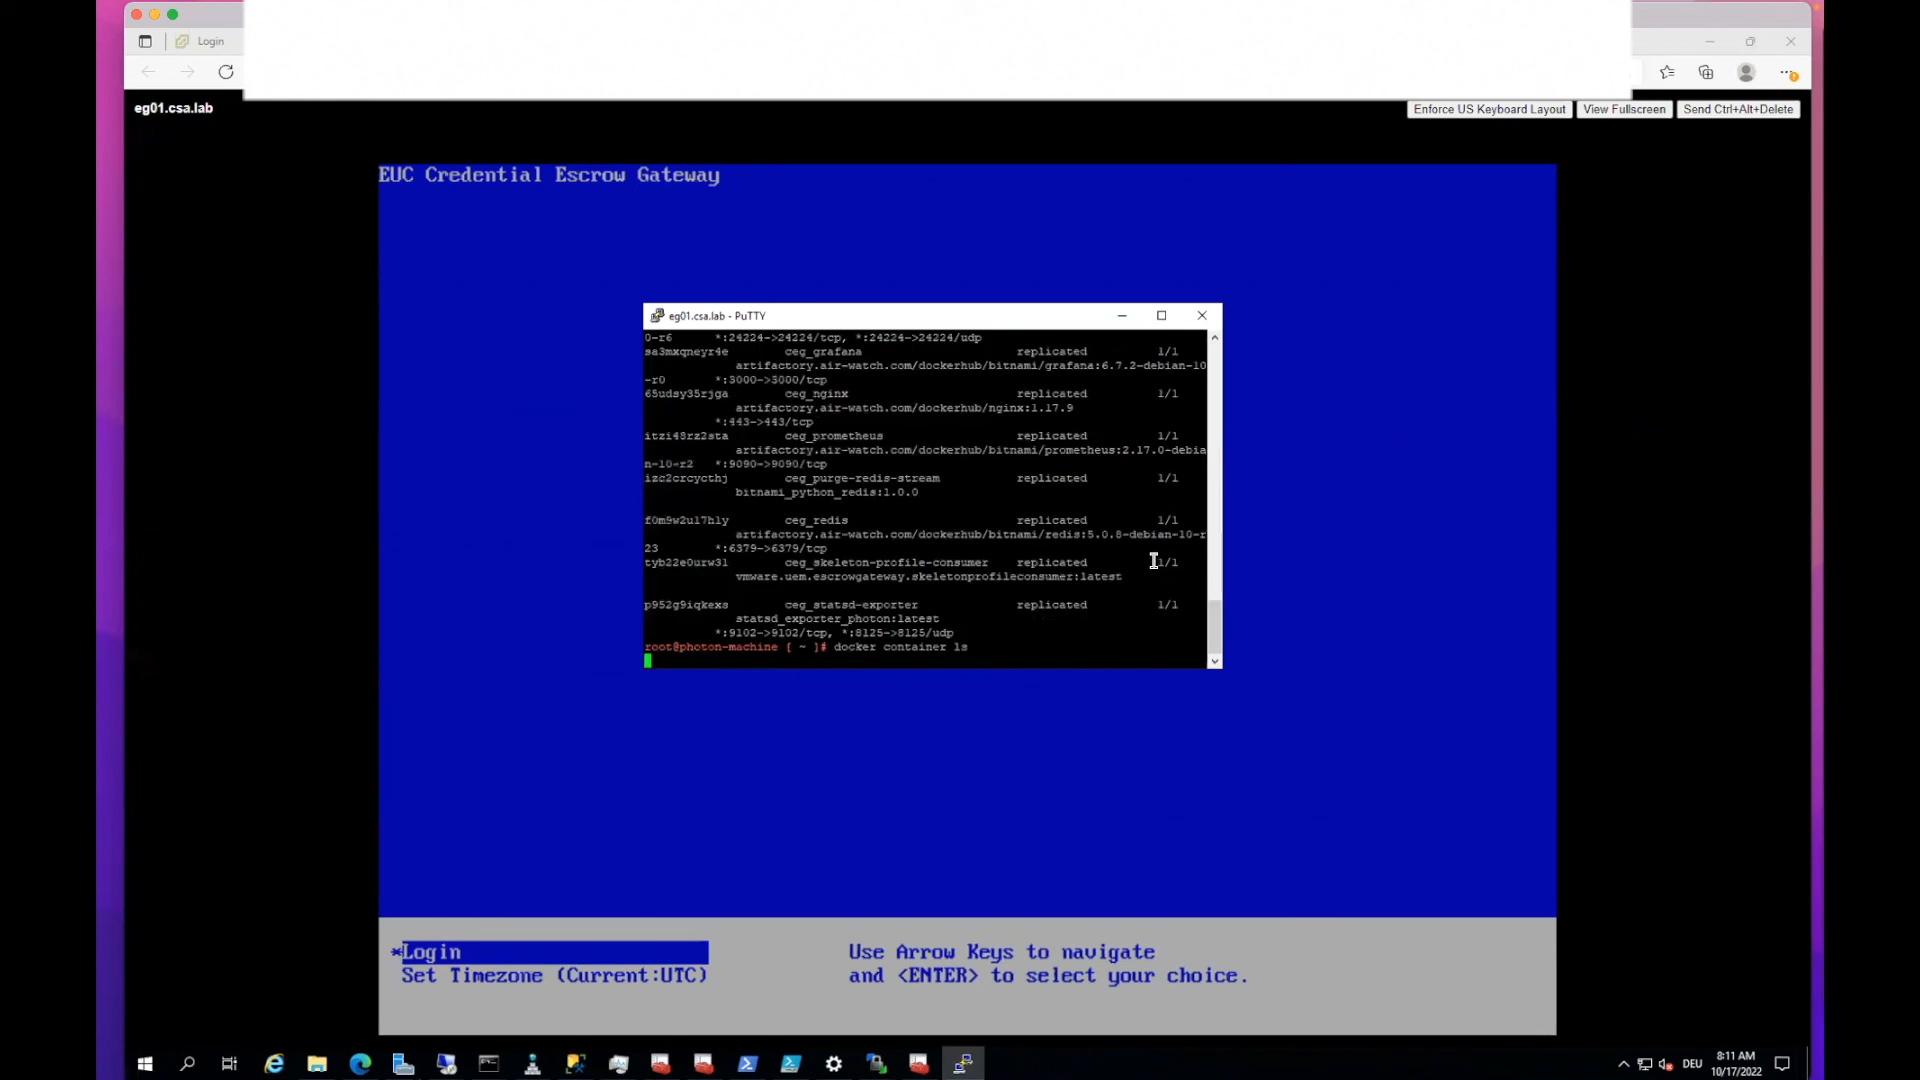 Login
eg01.csa.lab
Enforce US Keyboard Layout
View Fullscreen
Send Ctrl+Alt+Delete
EUC Credential Escrow Gateway
eg01.csa.lab - PuTTY
0-r6 *:24224->24224/tcp, *:24224->24224/udp
sa3mxqneyr4e ceg_grafana replicated 1/1
artifactory.air-watch.com/dockerhub/bitnami/grafana:6.7.2-debian-10
-r0 *:3000->3000/tcp
65udsy35rjga ceg_nginx replicated 1/1
artifactory.air-watch.com/dockerhub/nginx:1.17.9
*:443->443/tcp
itzi48rz2sta ceg_prometheus replicated 1/1
artifactory.air-watch.com/dockerhub/bitnami/prometheus:2.17.0-debia
n-10-r2 *:9090->9090/tcp
izc2crcycthj ceg_purge-redis-stream replicated 1/1
bitnami_python_redis:1.0.0
ceg_redis replicated 1/1
artifactory.air-watch.com/dockerhub/bitnami/redis:5.0.8-debian-10-r
23 *:6379->6379/tcp
ceg_skeleton-profile-consumer replicated 1/1
vmware.uem.escrowgateway.skeletonprofileconsumer:latest
p952g9iqkexs ceg_statsd-exporter replicated 1/1
statsd_exporter_photon:latest
*:9102->9102/tcp, *:8125->8125/udp
root@photon-machine [ ~ ]# docker container ls
*Login
Set Timezone (Current:UTC)
Use Arrow Keys to navigate
and <ENTER> to select your choice.
DEU
8:11 AM
10/17/2022